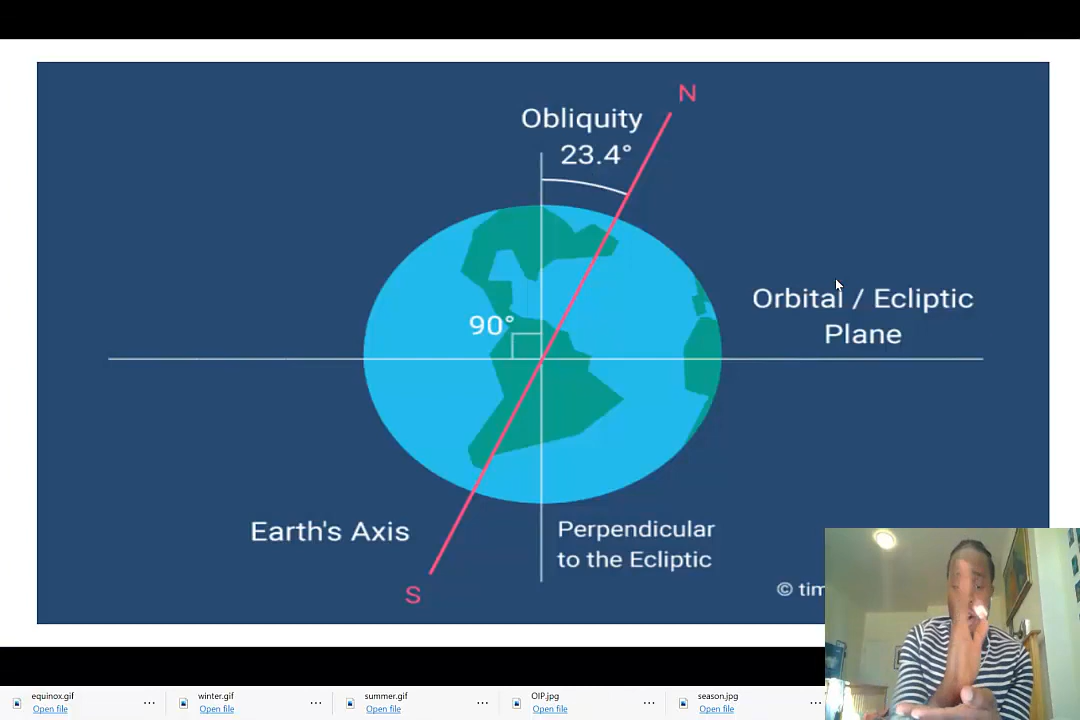 N
Obliquity
23.4°
90°
Orbital / Ecliptic
Plane
Earth's Axis
Perpendicular
to the Ecliptic
S
© tim
equinox.gif
Open file
winter.gif
Open file
summer.gif
Open file
OIP.jpg
Open file
season.jpg
Open file